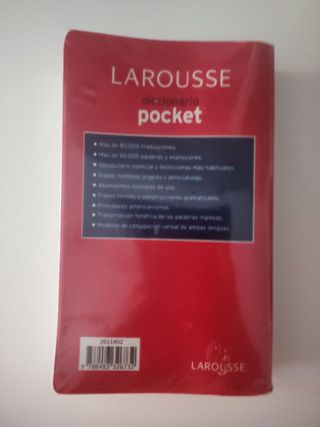 LAROUSSE
diccionario
pocket
• Más de 80 000 traducciones.
• Más de 55 000 palabras y expresiones.
• Vocabulario esencial y tecnicismos más habituales.
• Siglas, nombres propios y abreviaturas.
• Abundantes ejemplos de uso.
• Frases hechas y construcciones gramaticales.
• Principales americanismos.
• Transcripción fonética de las palabras inglesas.
• Modelos de conjugación verbal de ambas lenguas.
2611402
LAROUSSE